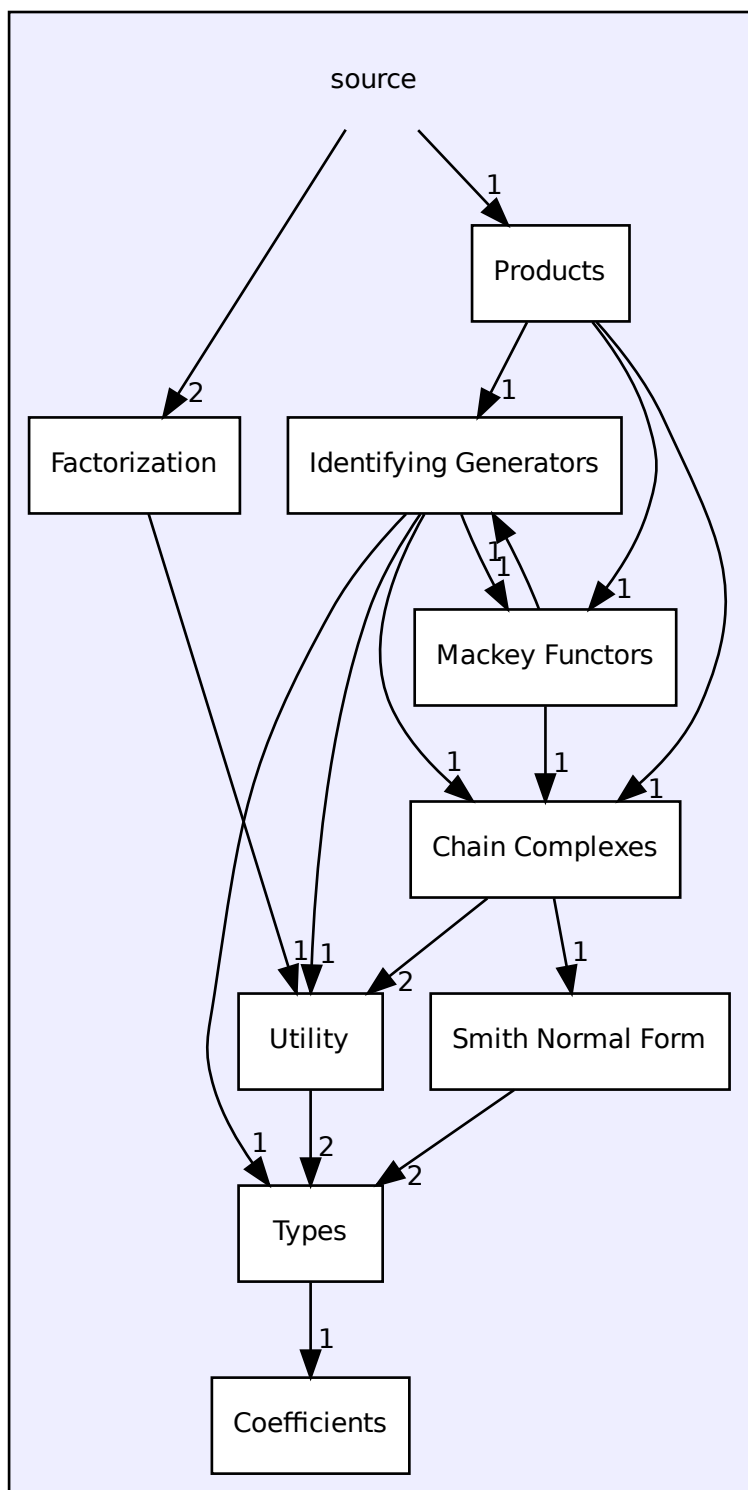 source
1
Products
2
1
Factorization
Identifying Generators
1
1
1
Mackey Functors
1
1
1
Chain Complexes
1
1
1
2
Utility
Smith Normal Form
1
2
2
Types
1
Coefficients